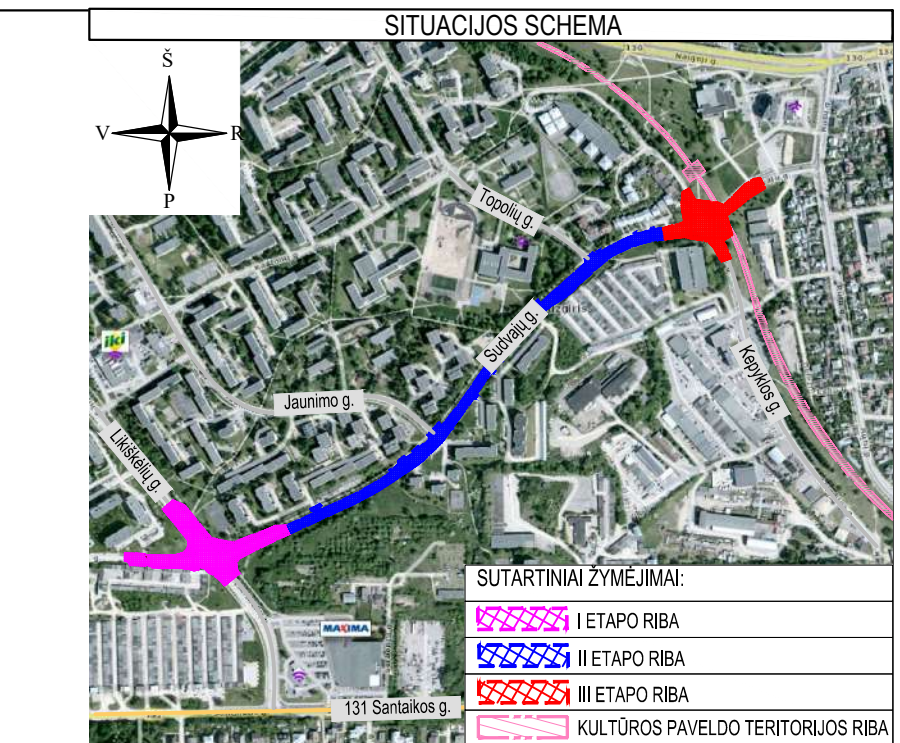 SITUACIJOS SCHEMA
Š
V
R
P
130
130
Topolių g.
Sudvajų g.
Kepyklos g.
iki
Jaunimo g.
Likiškėlių g.
MAXIMA
131 Santaikos g.
SUTARTINIAI ŽYMĖJIMAI:
I ETAPO RIBA
II ETAPO RIBA
III ETAPO RIBA
KULTŪROS PAVELDO TERITORIJOS RIBA